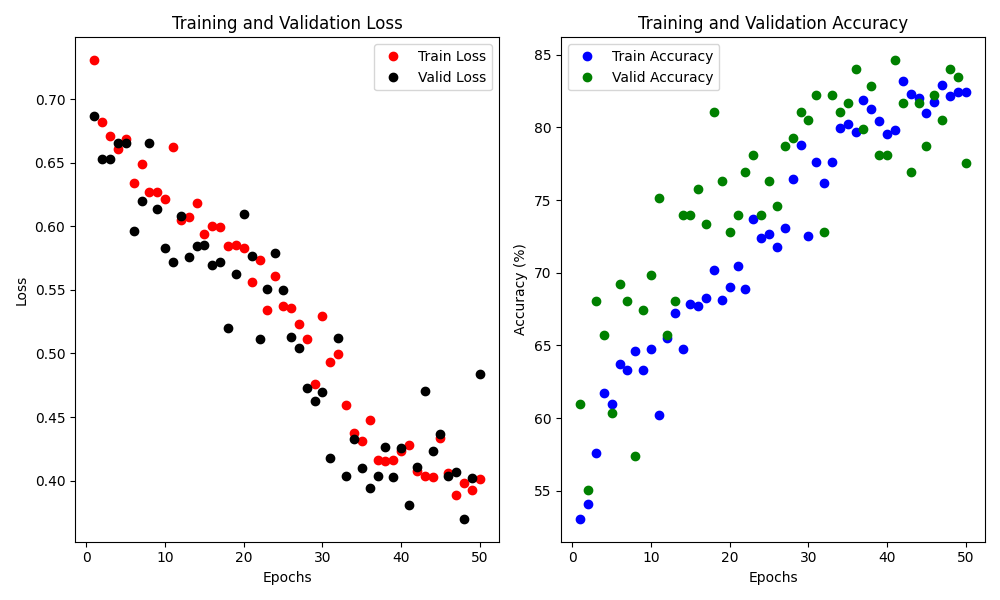 Training and Validation Loss
Train Loss
Valid Loss
0.70
0.65
0.60
0.55
0.50
0.45
0.40
Loss
0 10 20 30 40 50
Epochs
Training and Validation Accuracy
Train Accuracy
Valid Accuracy
85
80
75
70
65
60
55
Accuracy (%)
0 10 20 30 40 50
Epochs